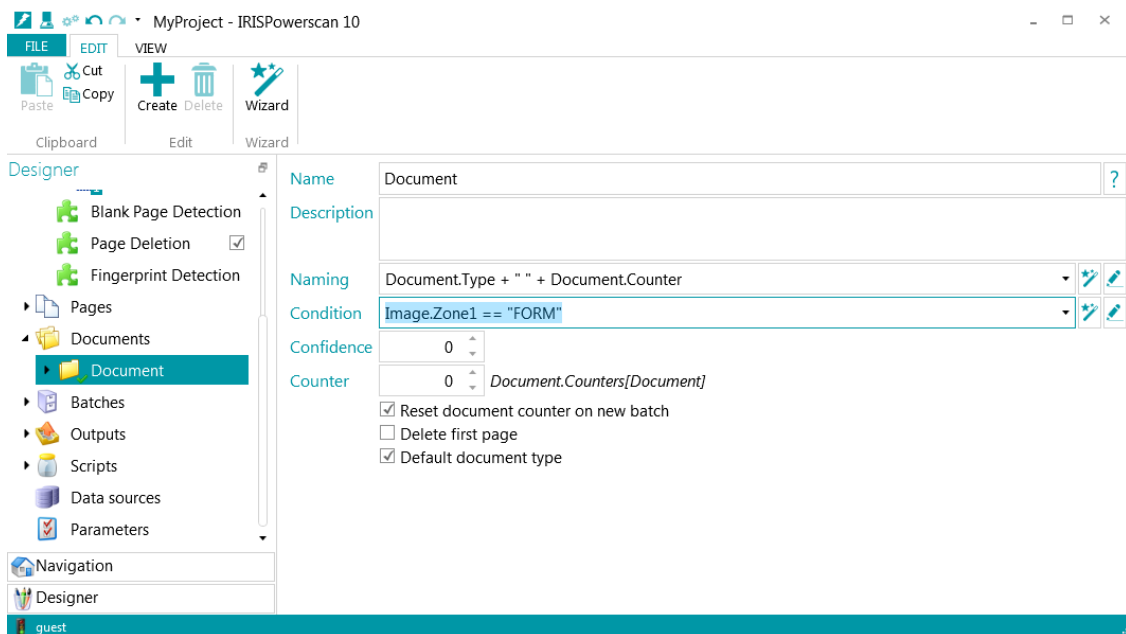 MyProject - IRISPowerscan 10
FILE EDIT VIEW
Paste
Cut
Copy
Create Delete
Wizard
Clipboard Edit Wizard
Designer
Blank Page Detection
Page Deletion
Fingerprint Detection
Pages
Documents
Document
Batches
Outputs
Scripts
Data sources
Parameters
Navigation
Designer
guest
Name Document ?
Description
Naming Document.Type + " " + Document.Counter
Condition Image.Zone1 == "FORM"
Confidence 0
Counter 0 Document.Counters[Document]
Reset document counter on new batch
Delete first page
Default document type